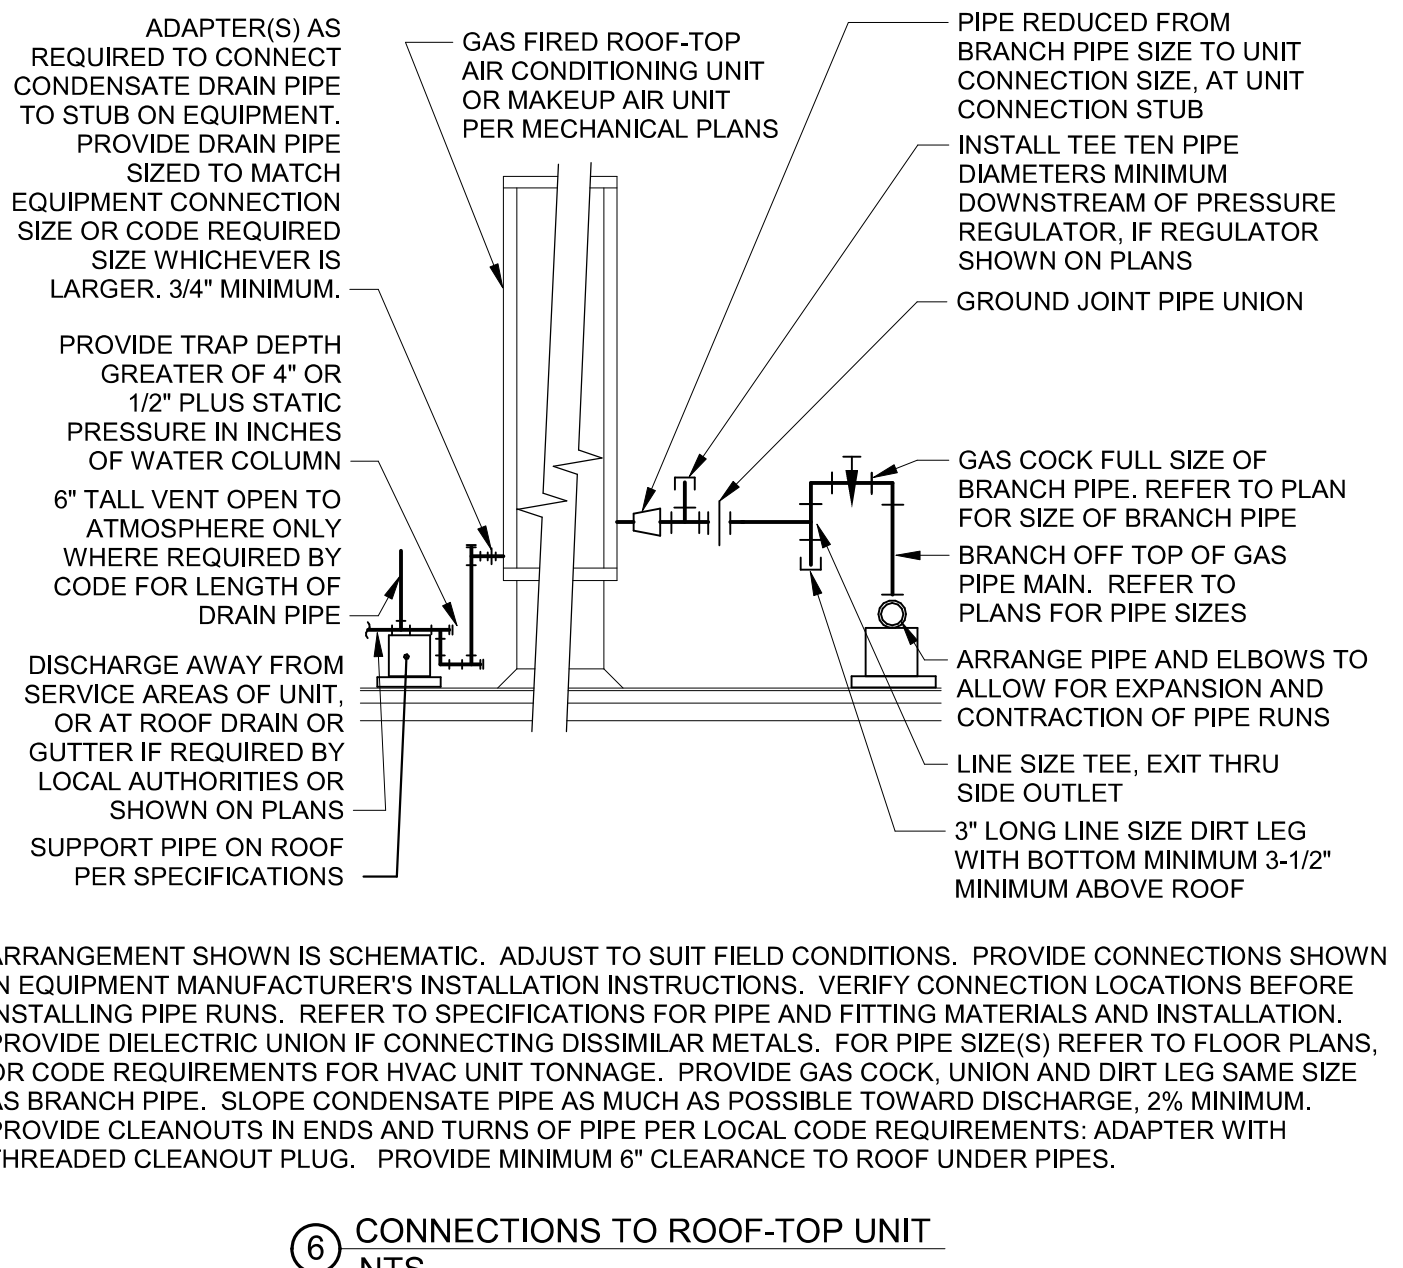 ADAPTER(S) AS
REQUIRED TO CONNECT
CONDENSATE DRAIN PIPE
TO STUB ON EQUIPMENT.
PROVIDE DRAIN PIPE
SIZED TO MATCH
EQUIPMENT CONNECTION
SIZE OR CODE REQUIRED
SIZE WHICHEVER IS
LARGER. 3/4" MINIMUM.
PROVIDE TRAP DEPTH
GREATER OF 4" OR
1/2" PLUS STATIC
PRESSURE IN INCHES
OF WATER COLUMN
6" TALL VENT OPEN TO
ATMOSPHERE ONLY
WHERE REQUIRED BY
CODE FOR LENGTH OF
DRAIN PIPE
DISCHARGE AWAY FROM
SERVICE AREAS OF UNIT,
OR AT ROOF DRAIN OR
GUTTER IF REQUIRED BY
LOCAL AUTHORITIES OR
SHOWN ON PLANS
SUPPORT PIPE ON ROOF
PER SPECIFICATIONS
GAS FIRED ROOF-TOP
AIR CONDITIONING UNIT
OR MAKEUP AIR UNIT
PER MECHANICAL PLANS
PIPE REDUCED FROM
BRANCH PIPE SIZE TO UNIT
CONNECTION SIZE, AT UNIT
CONNECTION STUB
INSTALL TEE TEN PIPE
DIAMETERS MINIMUM
DOWNSTREAM OF PRESSURE
REGULATOR, IF REGULATOR
SHOWN ON PLANS
GROUND JOINT PIPE UNION
GAS COCK FULL SIZE OF
BRANCH PIPE. REFER TO PLAN
FOR SIZE OF BRANCH PIPE
BRANCH OFF TOP OF GAS
PIPE MAIN. REFER TO
PLANS FOR PIPE SIZES
ARRANGE PIPE AND ELBOWS TO
ALLOW FOR EXPANSION AND
CONTRACTION OF PIPE RUNS
LINE SIZE TEE, EXIT THRU
SIDE OUTLET
3" LONG LINE SIZE DIRT LEG
WITH BOTTOM MINIMUM 3-1/2"
MINIMUM ABOVE ROOF
ARRANGEMENT SHOWN IS SCHEMATIC. ADJUST TO SUIT FIELD CONDITIONS. PROVIDE CONNECTIONS SHOWN
IN EQUIPMENT MANUFACTURER'S INSTALLATION INSTRUCTIONS. VERIFY CONNECTION LOCATIONS BEFORE
INSTALLING PIPE RUNS. REFER TO SPECIFICATIONS FOR PIPE AND FITTING MATERIALS AND INSTALLATION.
PROVIDE DIELECTRIC UNION IF CONNECTING DISSIMILAR METALS. FOR PIPE SIZE(S) REFER TO FLOOR PLANS,
OR CODE REQUIREMENTS FOR HVAC UNIT TONNAGE. PROVIDE GAS COCK, UNION AND DIRT LEG SAME SIZE
AS BRANCH PIPE. SLOPE CONDENSATE PIPE AS MUCH AS POSSIBLE TOWARD DISCHARGE, 2% MINIMUM.
PROVIDE CLEANOUTS IN ENDS AND TURNS OF PIPE PER LOCAL CODE REQUIREMENTS: ADAPTER WITH
THREADED CLEANOUT PLUG. PROVIDE MINIMUM 6" CLEARANCE TO ROOF UNDER PIPES.
6 CONNECTIONS TO ROOF-TOP UNIT
NTS